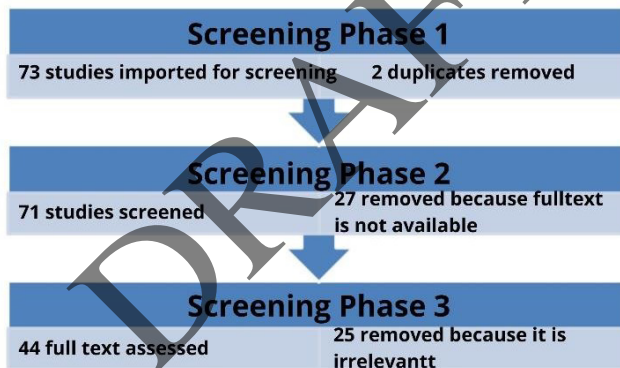 Screening Phase 1
73 studies imported for screening 2 duplicates removed
Screening Phase 2
71 studies screened
27 removed because fulltext
is not available
Screening Phase 3
44 full text assessed
25 removed because it is
irrelevantt
DRAF